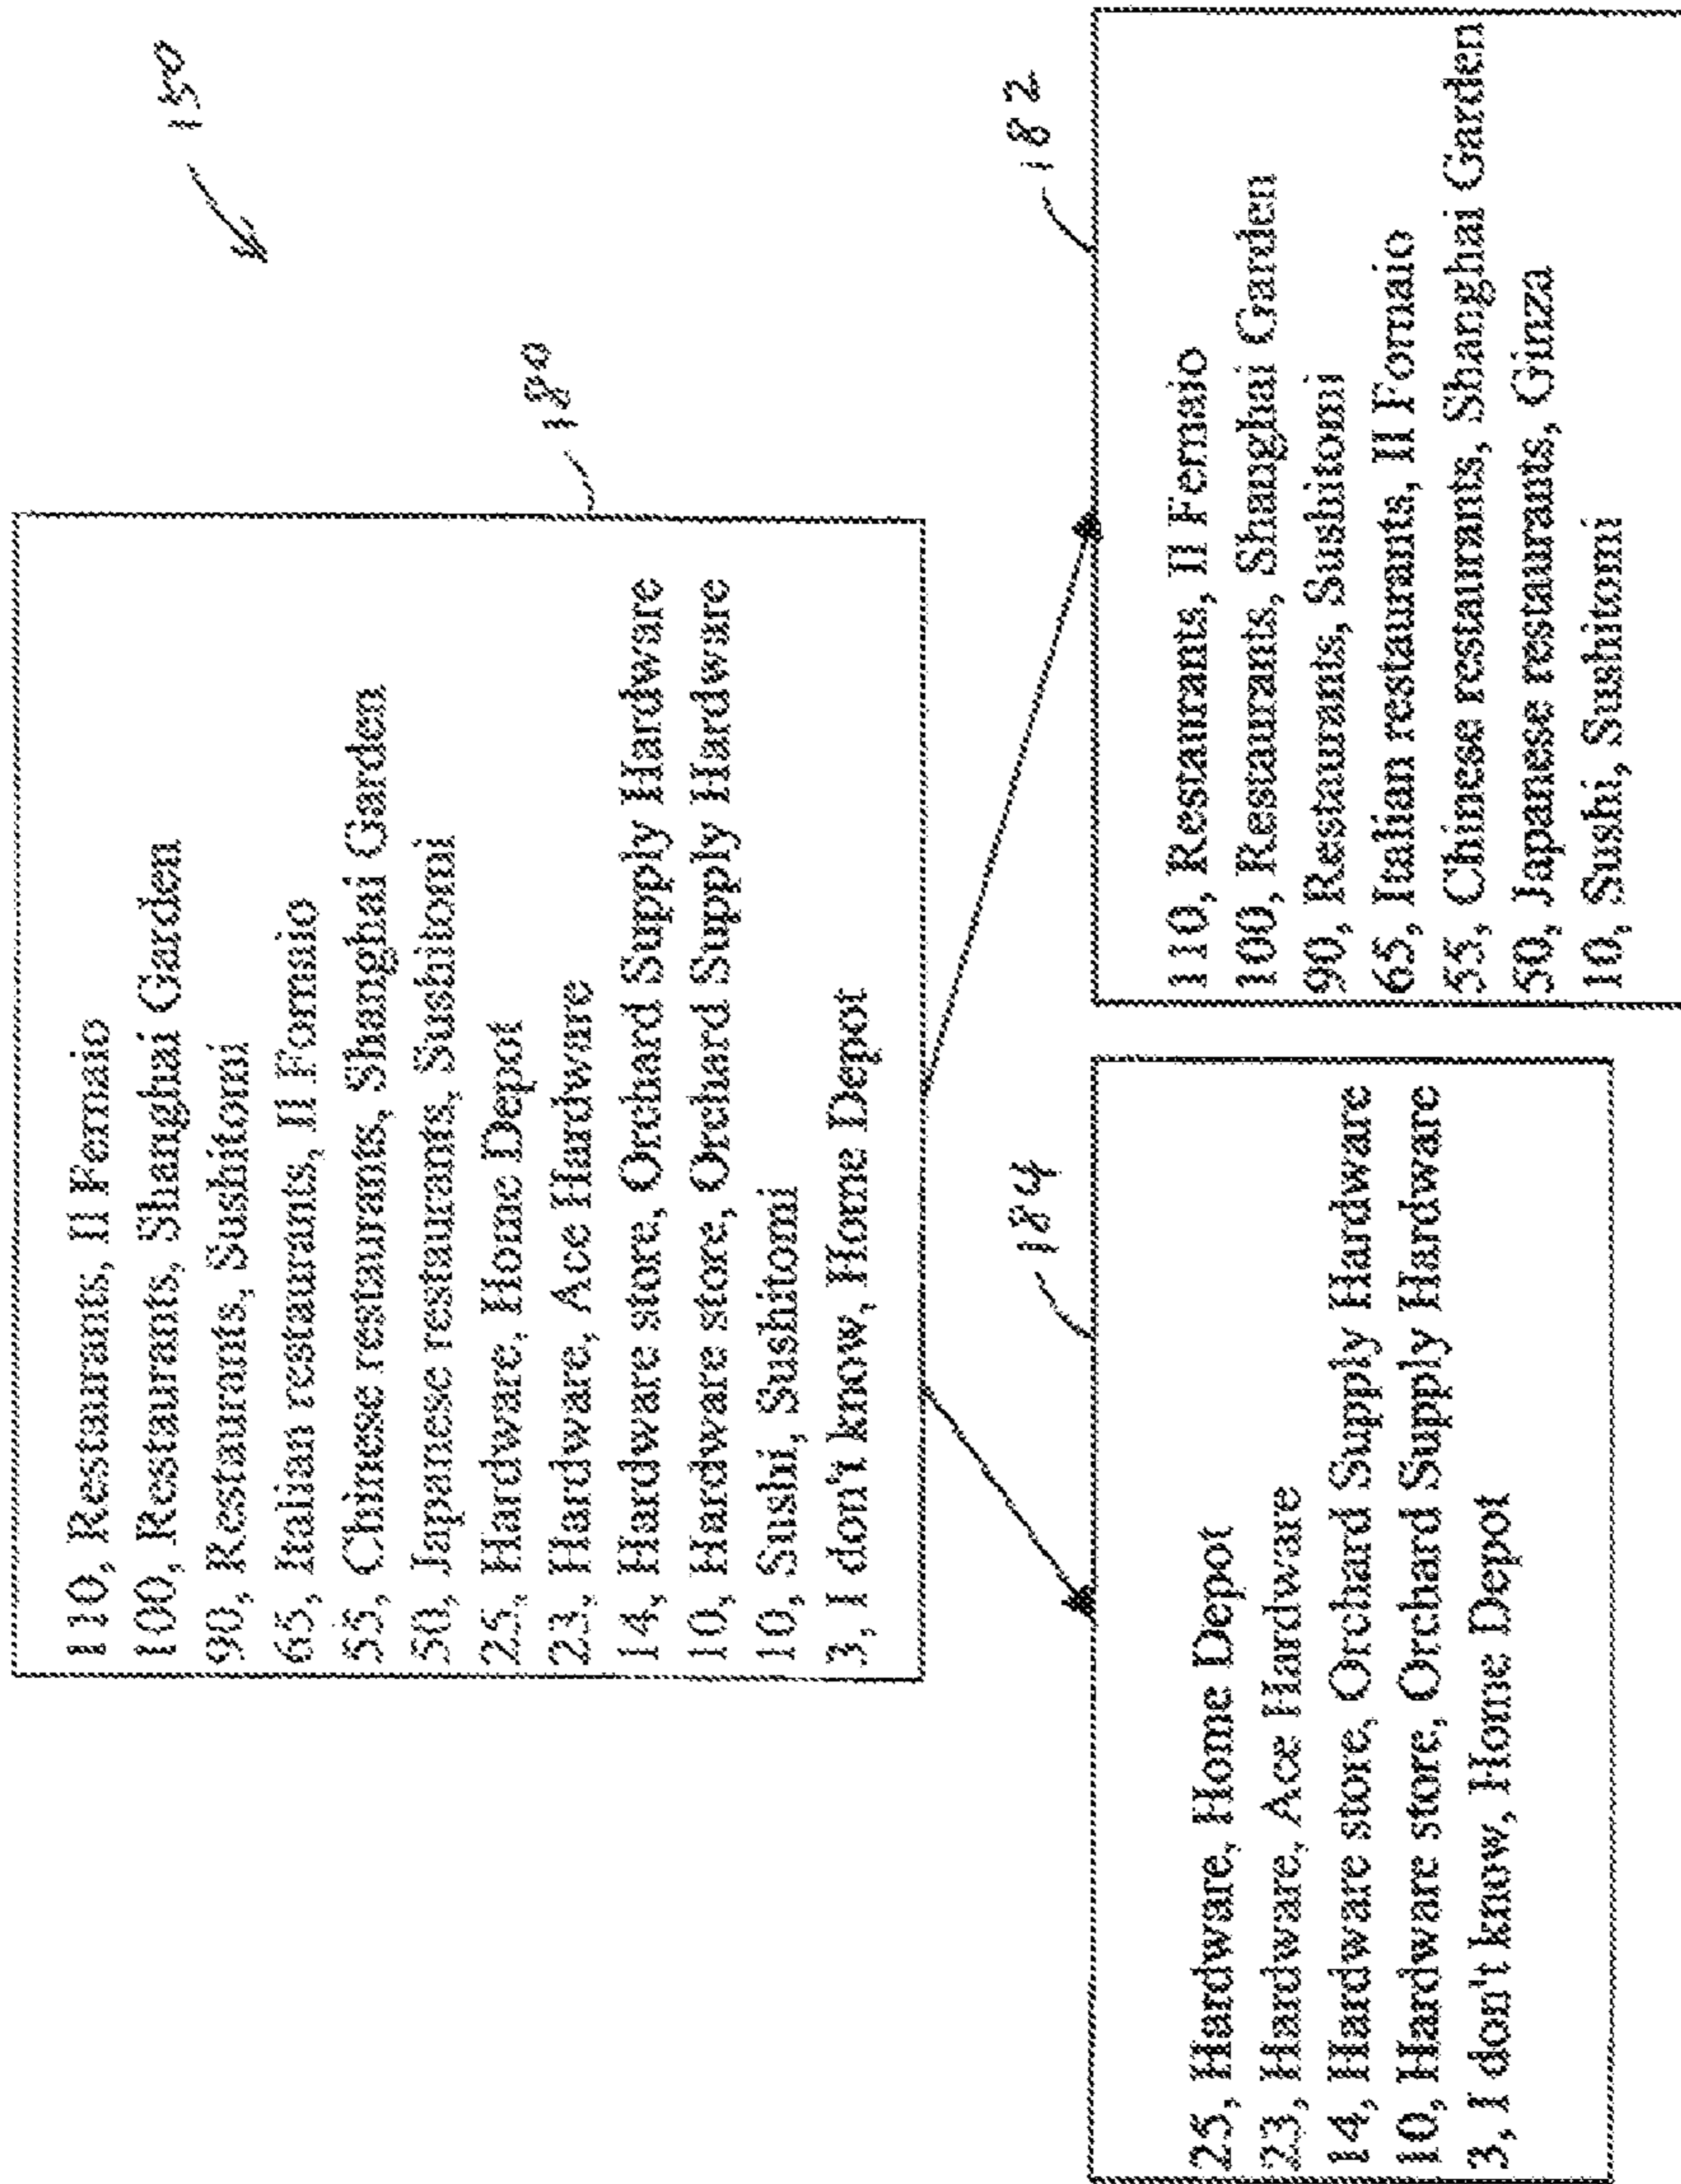 150
180
110, Restaurants, Il Fernaio
100, Restaurants, Shanghai Garden
90, Restaurants, Sushitomi
65, Italian restaurants, Il Fornaio
55, Chinese restaurants, Shanghai Garden
50, Japanese restaurants, Sushitomi
25, Hardware, Home Depot
23, Hardware, Ace Hardware
14, Hardware store, Orchard Supply Hardware
10, Hardware store, Orchard Supply Hardware
10, Sushi, Sushitomi
3, I don't know, Home Depot
184
25, Hardware, Home Depot
23, Hardware, Ace Hardware
14, Hardware store, Orchard Supply Hardware
10, Hardware store, Orchard Supply Hardware
3, I don't know, Home Depot
182
110, Restaurants, Il Fernaio
100, Restaurants, Shanghai Garden
90, Restaurants, Sushitomi
65, Italian restaurants, Il Fornaio
55, Chinese restaurants, Shanghai Garden
50, Japanese restaurants, Ginza
10, Sushi, Sushitomi